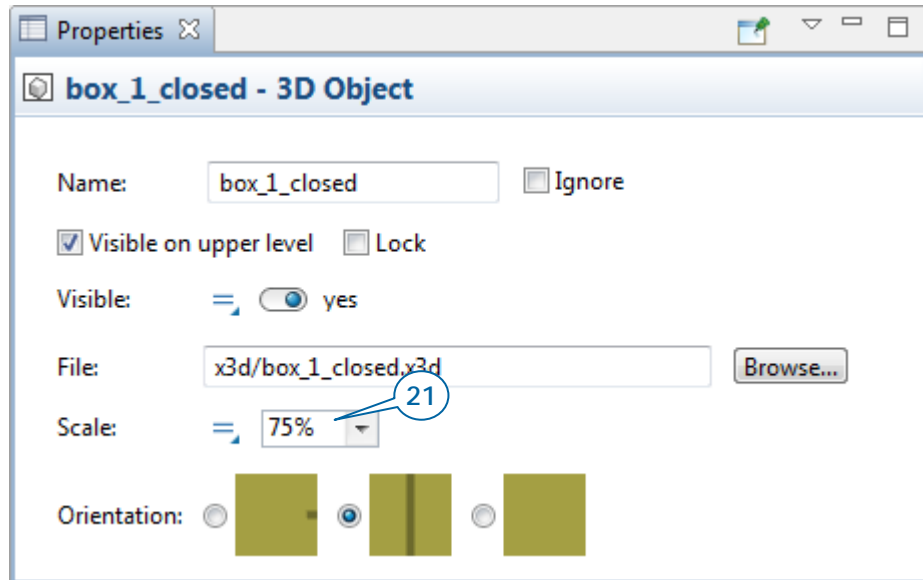 Properties
box_1_closed - 3D Object
Name: box_1_closed Ignore
Visible on upper level Lock
Visible: yes
File: x3d/box_1_closed.x3d Browse...
21
Scale: 75%
Orientation: